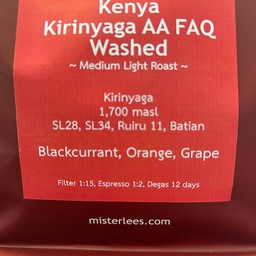 Kenya
Kirinyaga AA FAQ
Washed
~ Medium Light Roast ~
Kirinyaga
1,700 masl
SL28, SL34, Ruiru 11, Batian
Blackcurrant, Orange, Grape
Filter 1:15, Espresso 1:2, Degas 12 days
misterlees.com